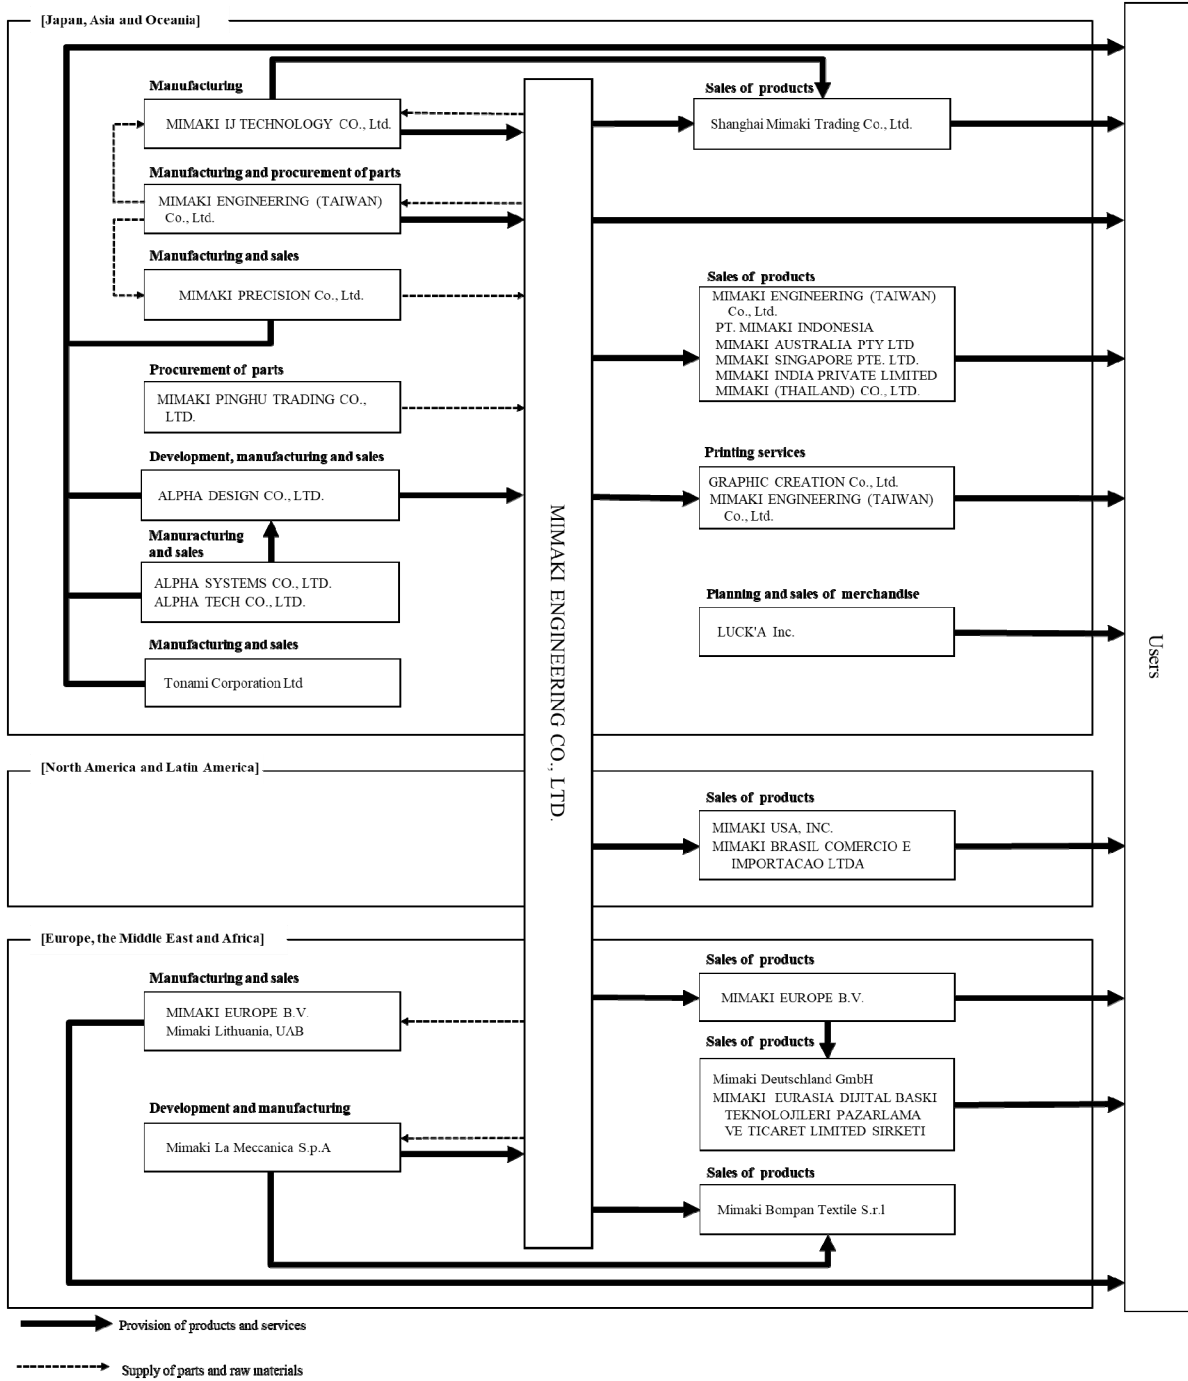 [Japan, Asia and Oceania]
Manufacturing
MIMAKI IJ TECHNOLOGY CO., Ltd.
Manufacturing and procurement of parts
MIMAKI ENGINEERING (TAIWAN)
Co., Ltd.
Manufacturing and sales
MIMAKI PRECISION Co., Ltd.
Procurement of parts
MIMAKI PINGHU TRADING CO.,
LTD.
Development, manufacturing and sales
ALPHA DESIGN CO., LTD.
Manuracturing
and sales
ALPHA SYSTEMS CO., LTD.
ALPHA TECH CO., LTD.
Manufacturing and sales
Tonami Corporation Ltd
MIMAKI ENGINEERING CO., LTD.
Sales of products
Shanghai Mimaki Trading Co., Ltd.
Sales of products
MIMAKI ENGINEERING (TAIWAN)
Co., Ltd.
PT. MIMAKI INDONESIA
MIMAKI AUSTRALIA PTY LTD
MIMAKI SINGAPORE PTE. LTD.
MIMAKI INDIA PRIVATE LIMITED
MIMAKI (THAILAND) CO., LTD.
Printing services
GRAPHIC CREATION Co., Ltd.
MIMAKI ENGINEERING (TAIWAN)
Co., Ltd.
Planning and sales of merchandise
LUCK'A Inc.
Users
[North America and Latin America]
Sales of products
MIMAKI USA, INC.
MIMAKI BRASIL COMERCIO E
IMPORTACAO LTDA
[Europe, the Middle East and Africa]
Manufacturing and sales
MIMAKI EUROPE B.V.
Mimaki Lithuania, UAB
Development and manufacturing
Mimaki La Meccanica S.p.A
Sales of products
MIMAKI EUROPE B.V.
Sales of products
Mimaki Deutschland GmbH
MIMAKI EURASIA DIJITAL BASKI
TEKNOLOJILERI PAZARLAMA
VE TICARET LIMITED SIRKETI
Sales of products
Mimaki Bompan Textile S.r.l
Provision of products and services
Supply of parts and raw materials